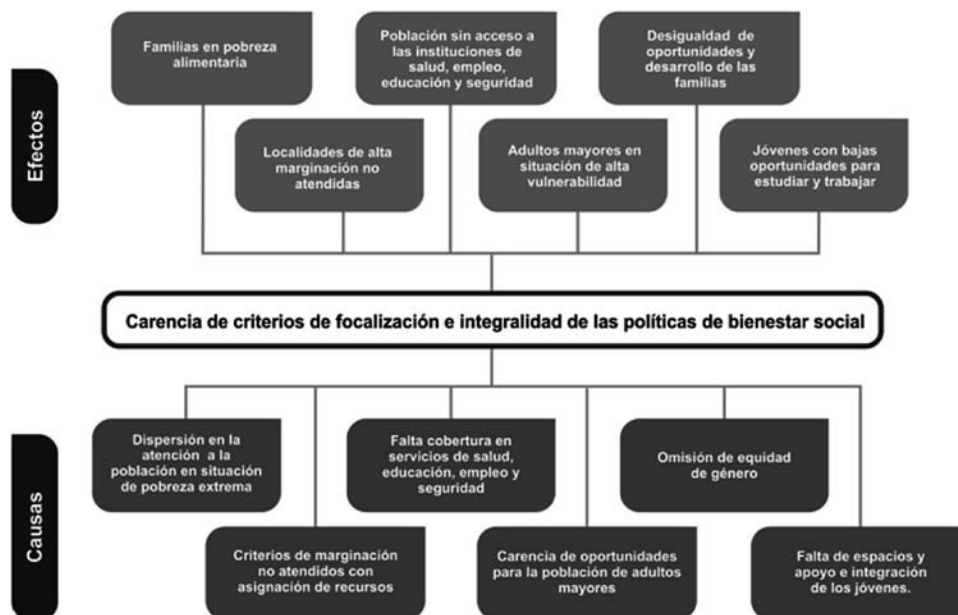 Efectos
Familias en pobreza
alimentaria
Población sin acceso a
las instituciones de
salud, empleo,
educación y seguridad
Desigualdad de
oportunidades y
desarrollo de las
familias
Localidades de alta
marginación no
atendidas
Adultos mayores en
situación de alta
vulnerabilidad
Jóvenes con bajas
oportunidades para
estudiar y trabajar
Carencia de criterios de focalización e integralidad de las políticas de bienestar social
Causas
Dispersión en la
atención a la
población en situación
de pobreza extrema
Falta cobertura en
servicios de salud,
educación, empleo y
seguridad
Omisión de equidad
de género
Criterios de marginación
no atendidos con
asignación de recursos
Carencia de oportunidades
para la población de adultos
mayores
Falta de espacios y
apoyo e integración
de los jóvenes.